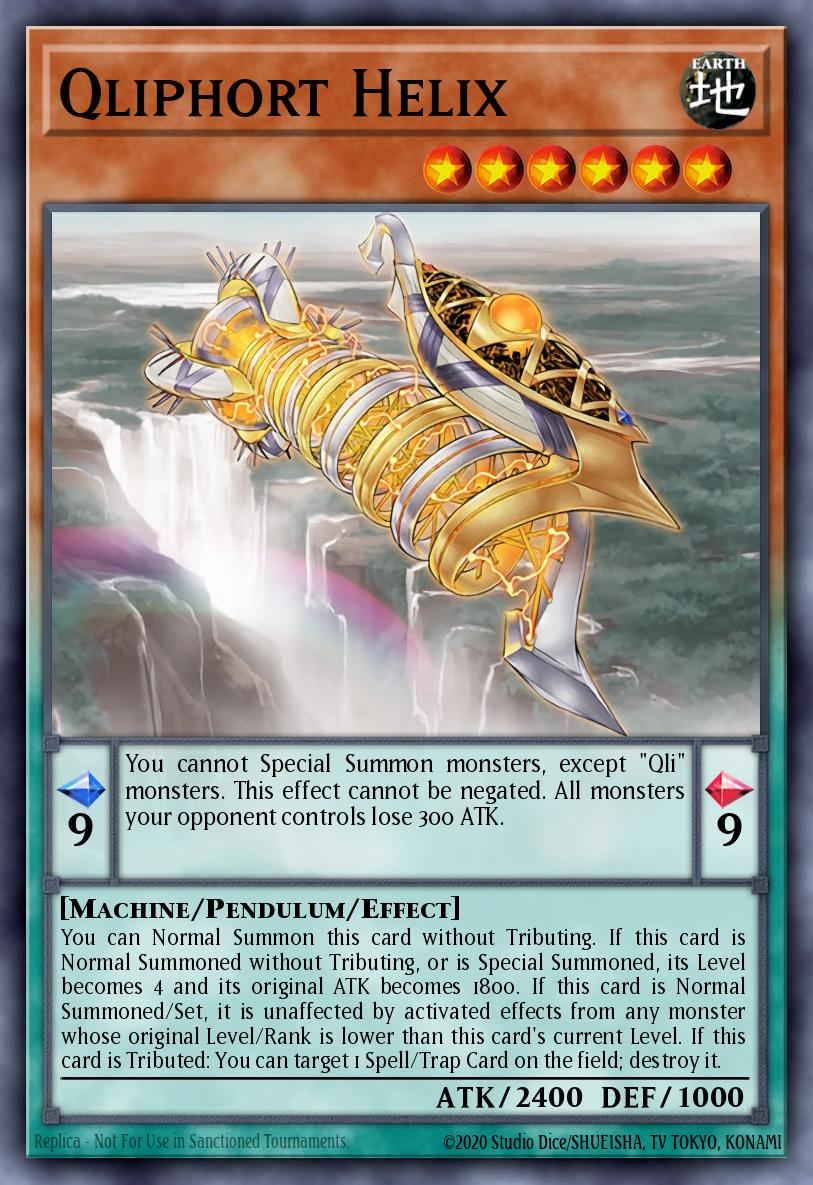 Qliphort Helix
EARTH
地
You cannot Special Summon monsters, except "Qli"
monsters. This effect cannot be negated. All monsters
your opponent controls lose 300 ATK.
9
9
[Machine/Pendulum/Effect]
You can Normal Summon this card without Tributing. If this card is
Normal Summoned without Tributing, or is Special Summoned, its Level
becomes 4 and its original ATK becomes 1800. If this card is Normal
Summoned/Set, it is unaffected by activated effects from any monster
whose original Level/Rank is lower than this card's current Level. If this
card is Tributed: You can target 1 Spell/Trap Card on the field; destroy it.
ATK/2400 DEF/1000
Replica - Not For Use in Sanctioned Tournaments.
©2020 Studio Dice/SHUEISHA, TV TOKYO, KONAMI